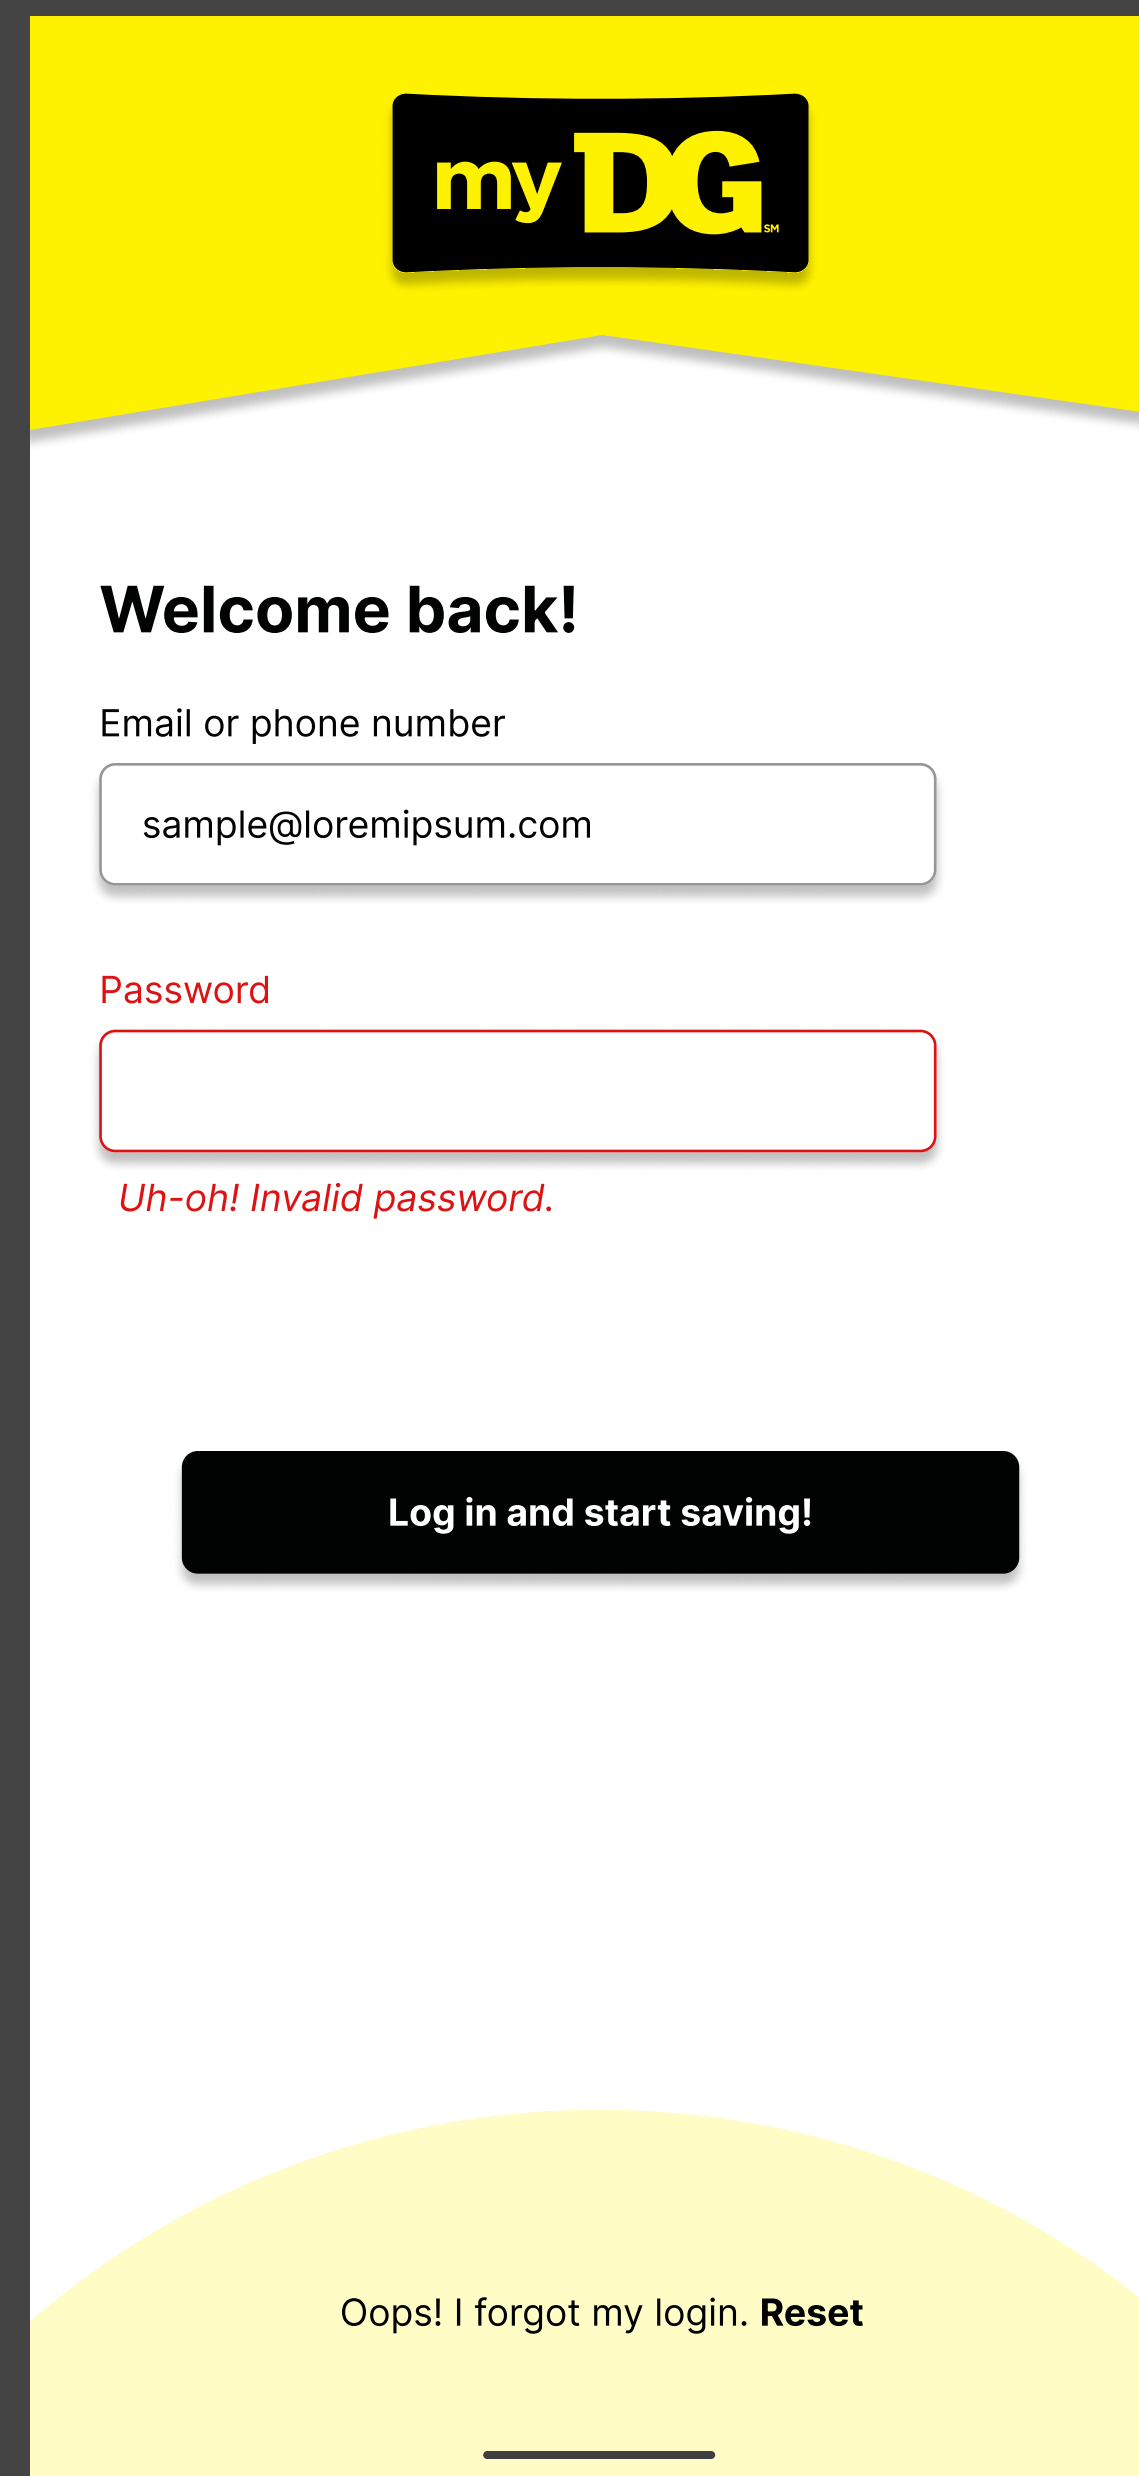 my DG SM
Welcome back!
Email or phone number
sample@loremipsum.com
Password
Uh-oh! Invalid password.
Log in and start saving!
Oops! I forgot my login. Reset